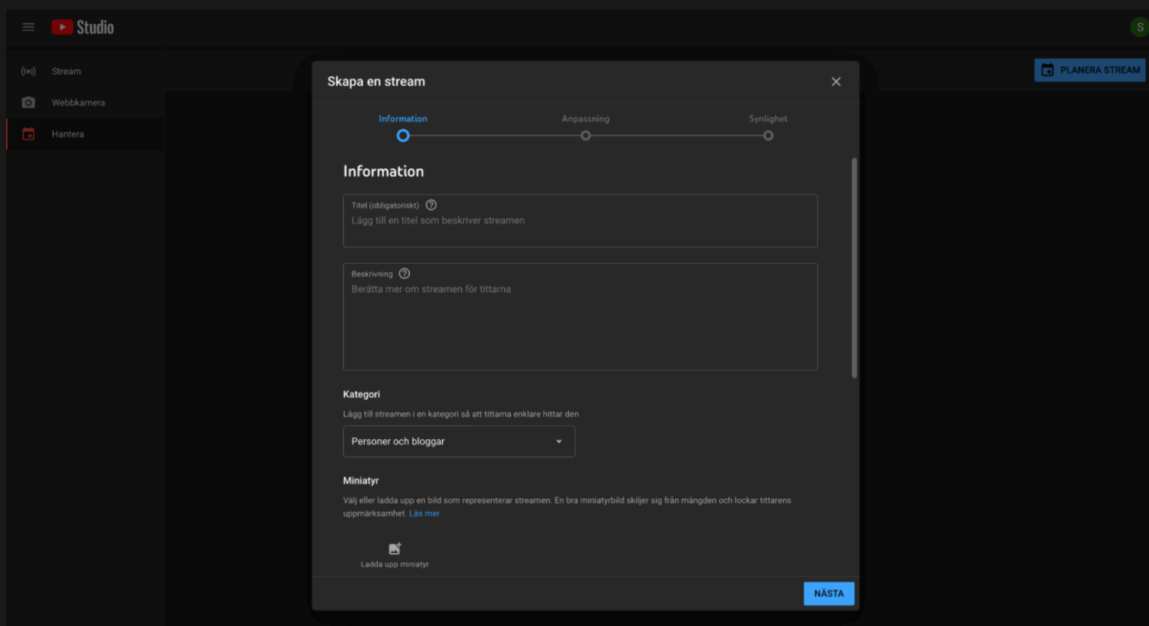 Studio
S
Stream
Webbkamera
Hantera
PLANERA STREAM
Skapa en stream
Information
Anpassning
Synlighet
Information
Titel (obligatoriskt)
Lägg till en titel som beskriver streamen
Beskrivning
Berätta mer om streamen för tittarna
Kategori
Lägg till streamen i en kategori så att tittarna enklare hittar den
Personer och bloggar
Miniatyr
Välj eller ladda upp en bild som representerar streamen. En bra miniatyrbild skiljer sig från mängden och lockar tittarens
uppmärksamhet. Läs mer
Ladda upp miniatyr
NÄSTA